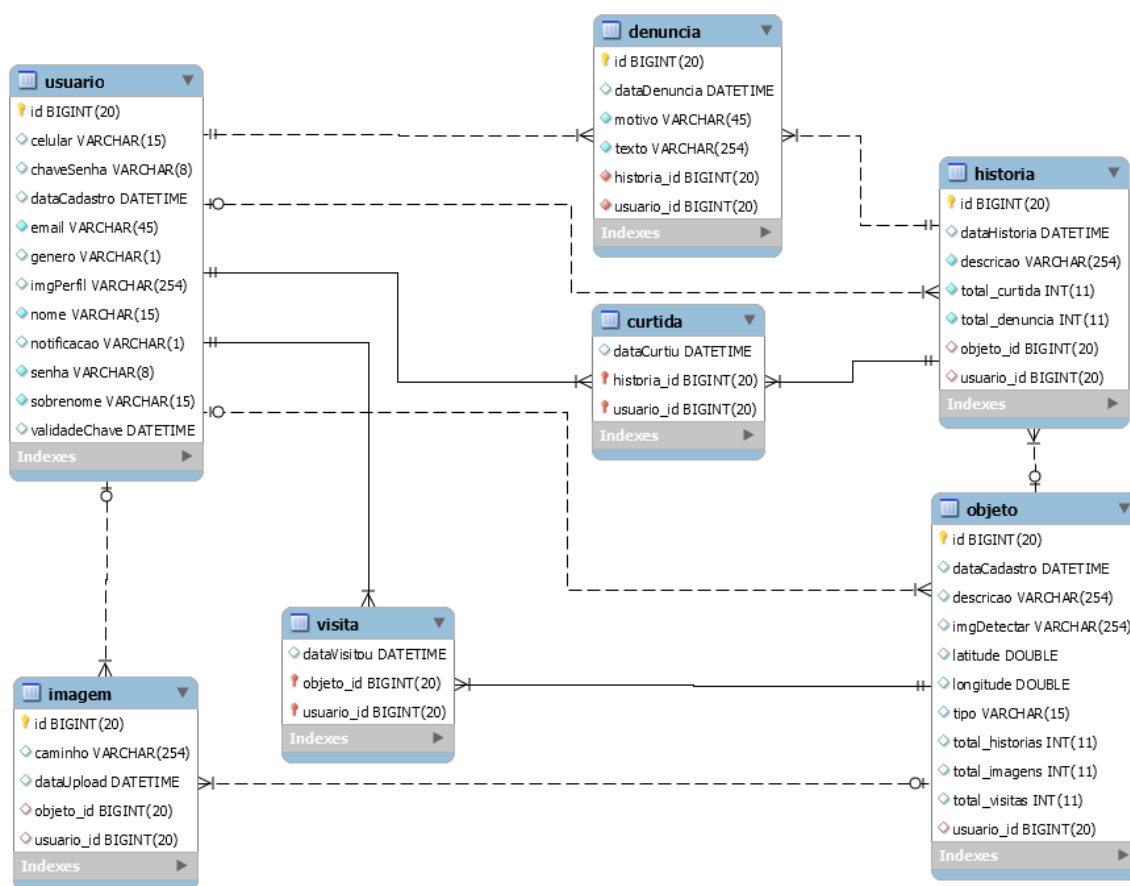 usuario
id BIGINT(20)
celular VARCHAR(15)
chaveSenha VARCHAR(8)
dataCadastro DATETIME
email VARCHAR(45)
genero VARCHAR(1)
imgPerfil VARCHAR(254)
nome VARCHAR(15)
notificacao VARCHAR(1)
senha VARCHAR(8)
sobrenome VARCHAR(15)
validadeChave DATETIME
Indexes
denuncia
id BIGINT(20)
dataDenuncia DATETIME
motivo VARCHAR(45)
texto VARCHAR(254)
historia_id BIGINT(20)
usuario_id BIGINT(20)
Indexes
historia
id BIGINT(20)
dataHistoria DATETIME
descricao VARCHAR(254)
total_curtida INT(11)
total_denuncia INT(11)
objeto_id BIGINT(20)
usuario_id BIGINT(20)
Indexes
curtida
dataCurtiu DATETIME
historia_id BIGINT(20)
usuario_id BIGINT(20)
Indexes
objeto
id BIGINT(20)
dataCadastro DATETIME
descricao VARCHAR(254)
imgDetectar VARCHAR(254)
latitude DOUBLE
longitude DOUBLE
tipo VARCHAR(15)
total_historias INT(11)
total_imagens INT(11)
total_visitas INT(11)
usuario_id BIGINT(20)
Indexes
visita
dataVisitou DATETIME
objeto_id BIGINT(20)
usuario_id BIGINT(20)
Indexes
imagem
id BIGINT(20)
caminho VARCHAR(254)
dataUpload DATETIME
objeto_id BIGINT(20)
usuario_id BIGINT(20)
Indexes